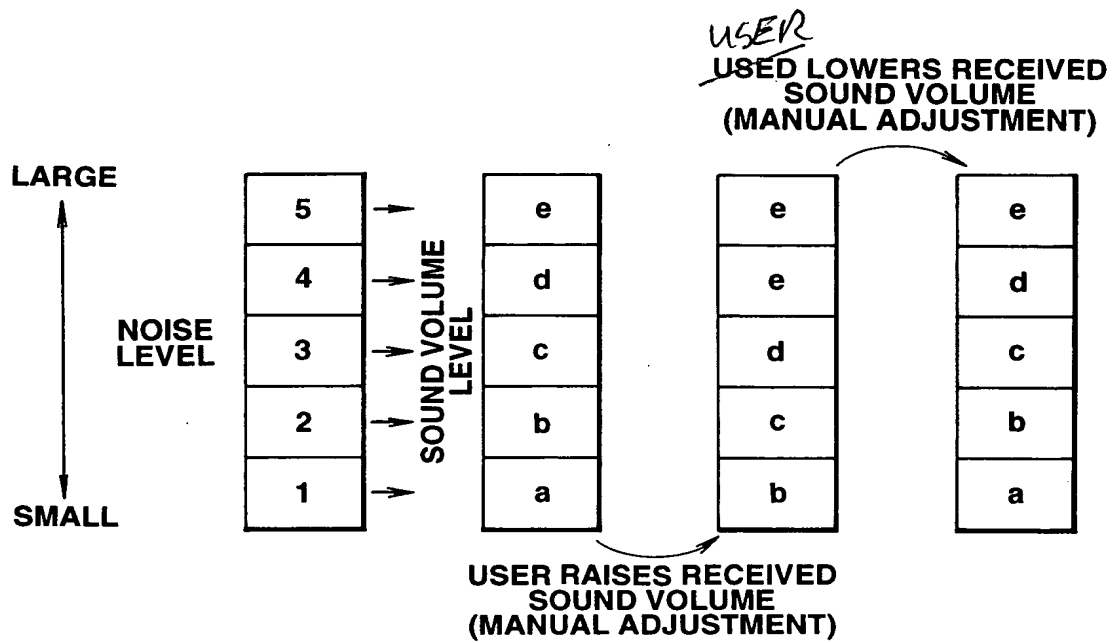 USER
USED LOWERS RECEIVED
SOUND VOLUME
(MANUAL ADJUSTMENT)
LARGE
SMALL
NOISE
LEVEL
5
4
3
2
1
SOUND VOLUME
LEVEL
e
d
c
b
a
e
e
d
c
b
e
d
c
b
a
USER RAISES RECEIVED
SOUND VOLUME
(MANUAL ADJUSTMENT)